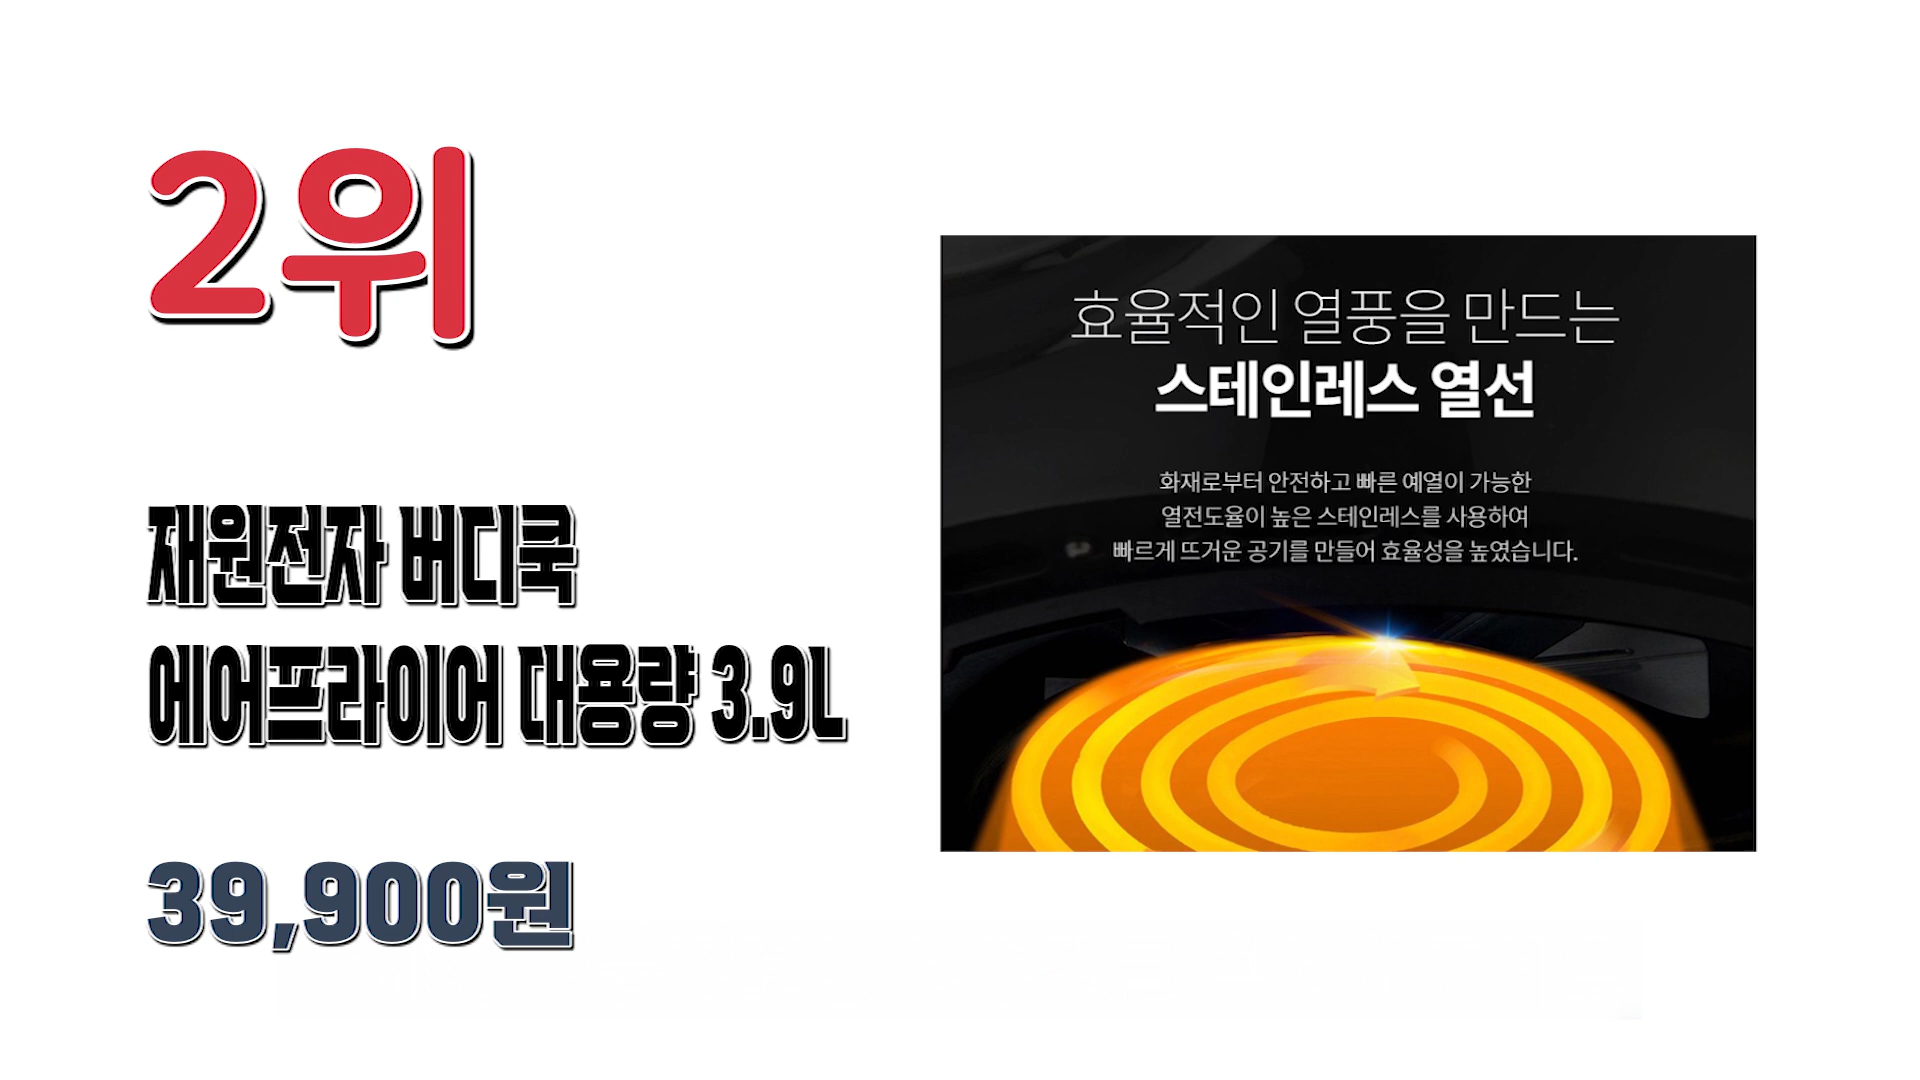 2위
재원전자 버디쿡
에어프라이어 대용량 3.9L
39,900원
효율적인 열풍을 만드는
스테인레스 열선
화재로부터 안전하고 빠른 예열이 가능한
열전도율이 높은 스테인레스를 사용하여
빠르게 뜨거운 공기를 만들어 효율성을 높였습니다.